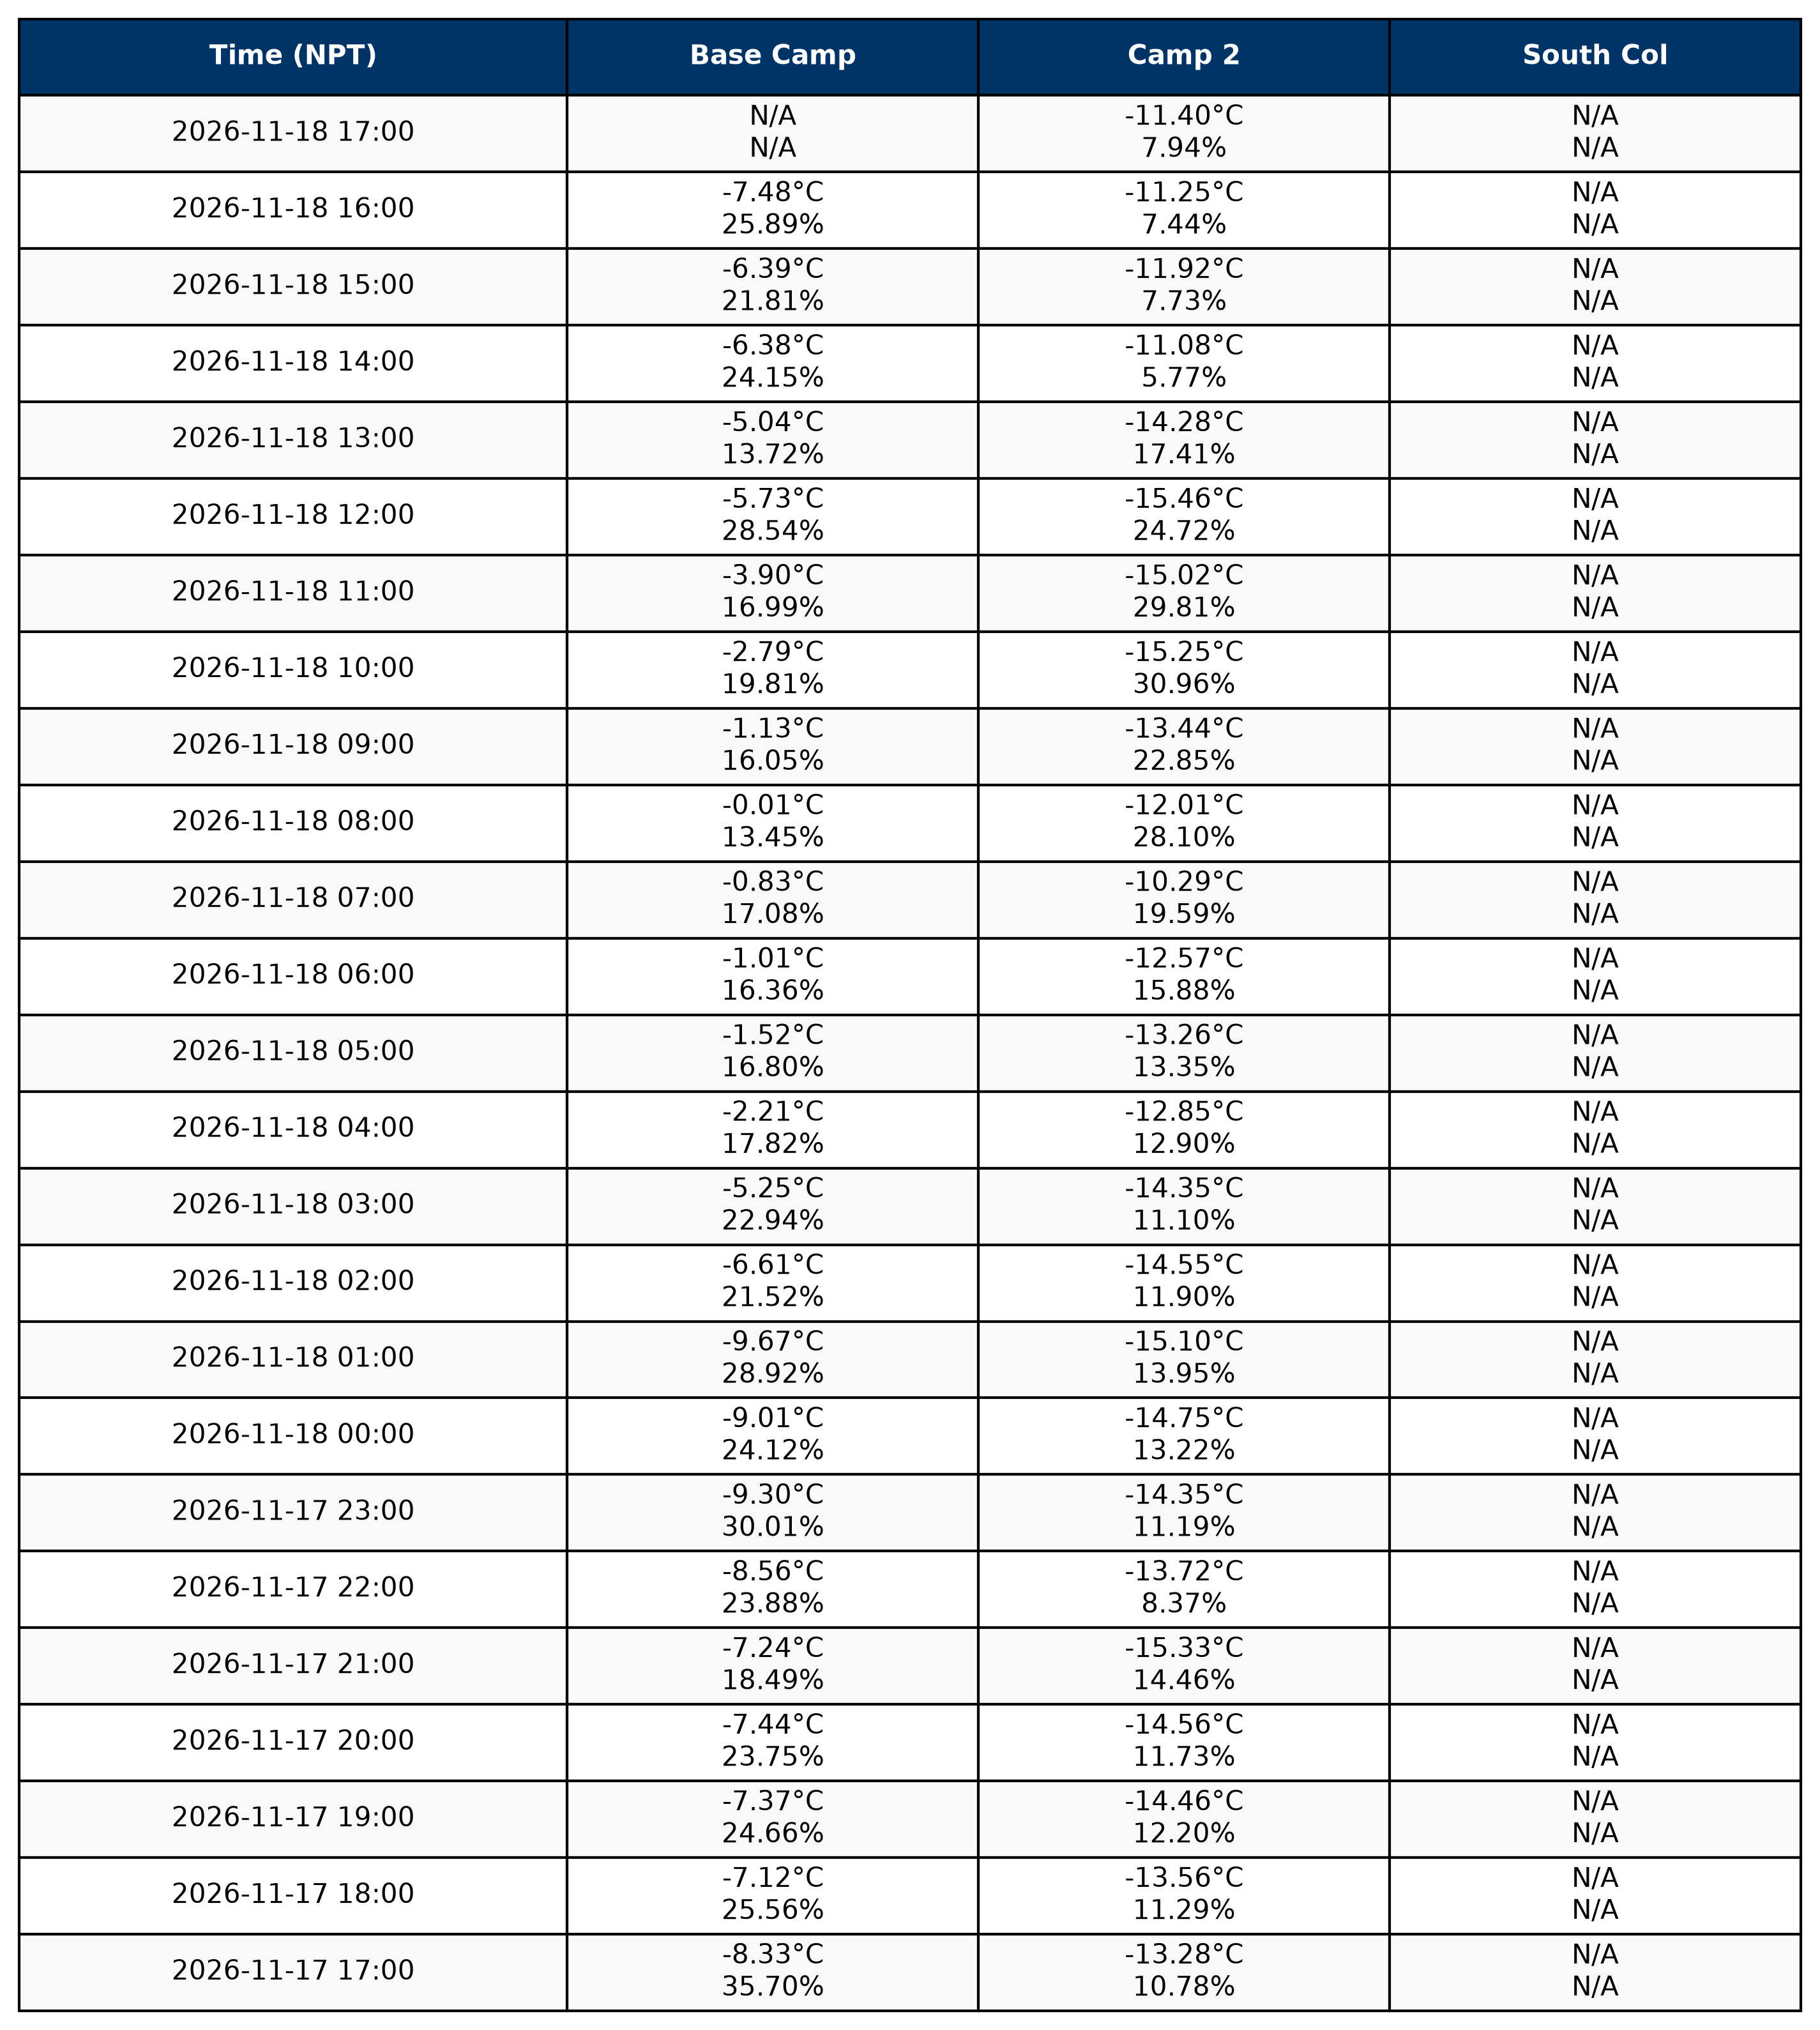 Time (NPT) Base Camp Camp 2 South Col
2026-11-18 17:00 N/A -11.40°C N/A
N/A 7.94% N/A
2026-11-18 16:00 -7.48°C -11.25°C N/A
25.89% 7.44% N/A
2026-11-18 15:00 -6.39°C -11.92°C N/A
21.81% 7.73% N/A
2026-11-18 14:00 -6.38°C -11.08°C N/A
24.15% 5.77% N/A
2026-11-18 13:00 -5.04°C -14.28°C N/A
13.72% 17.41% N/A
2026-11-18 12:00 -5.73°C -15.46°C N/A
28.54% 24.72% N/A
2026-11-18 11:00 -3.90°C -15.02°C N/A
16.99% 29.81% N/A
2026-11-18 10:00 -2.79°C -15.25°C N/A
19.81% 30.96% N/A
2026-11-18 09:00 -1.13°C -13.44°C N/A
16.05% 22.85% N/A
2026-11-18 08:00 -0.01°C -12.01°C N/A
13.45% 28.10% N/A
2026-11-18 07:00 -0.83°C -10.29°C N/A
17.08% 19.59% N/A
2026-11-18 06:00 -1.01°C -12.57°C N/A
16.36% 15.88% N/A
2026-11-18 05:00 -1.52°C -13.26°C N/A
16.80% 13.35% N/A
2026-11-18 04:00 -2.21°C -12.85°C N/A
17.82% 12.90% N/A
2026-11-18 03:00 -5.25°C -14.35°C N/A
22.94% 11.10% N/A
2026-11-18 02:00 -6.61°C -14.55°C N/A
21.52% 11.90% N/A
2026-11-18 01:00 -9.67°C -15.10°C N/A
28.92% 13.95% N/A
2026-11-18 00:00 -9.01°C -14.75°C N/A
24.12% 13.22% N/A
2026-11-17 23:00 -9.30°C -14.35°C N/A
30.01% 11.19% N/A
2026-11-17 22:00 -8.56°C -13.72°C N/A
23.88% 8.37% N/A
2026-11-17 21:00 -7.24°C -15.33°C N/A
18.49% 14.46% N/A
2026-11-17 20:00 -7.44°C -14.56°C N/A
23.75% 11.73% N/A
2026-11-17 19:00 -7.37°C -14.46°C N/A
24.66% 12.20% N/A
2026-11-17 18:00 -7.12°C -13.56°C N/A
25.56% 11.29% N/A
2026-11-17 17:00 -8.33°C -13.28°C N/A
35.70% 10.78% N/A